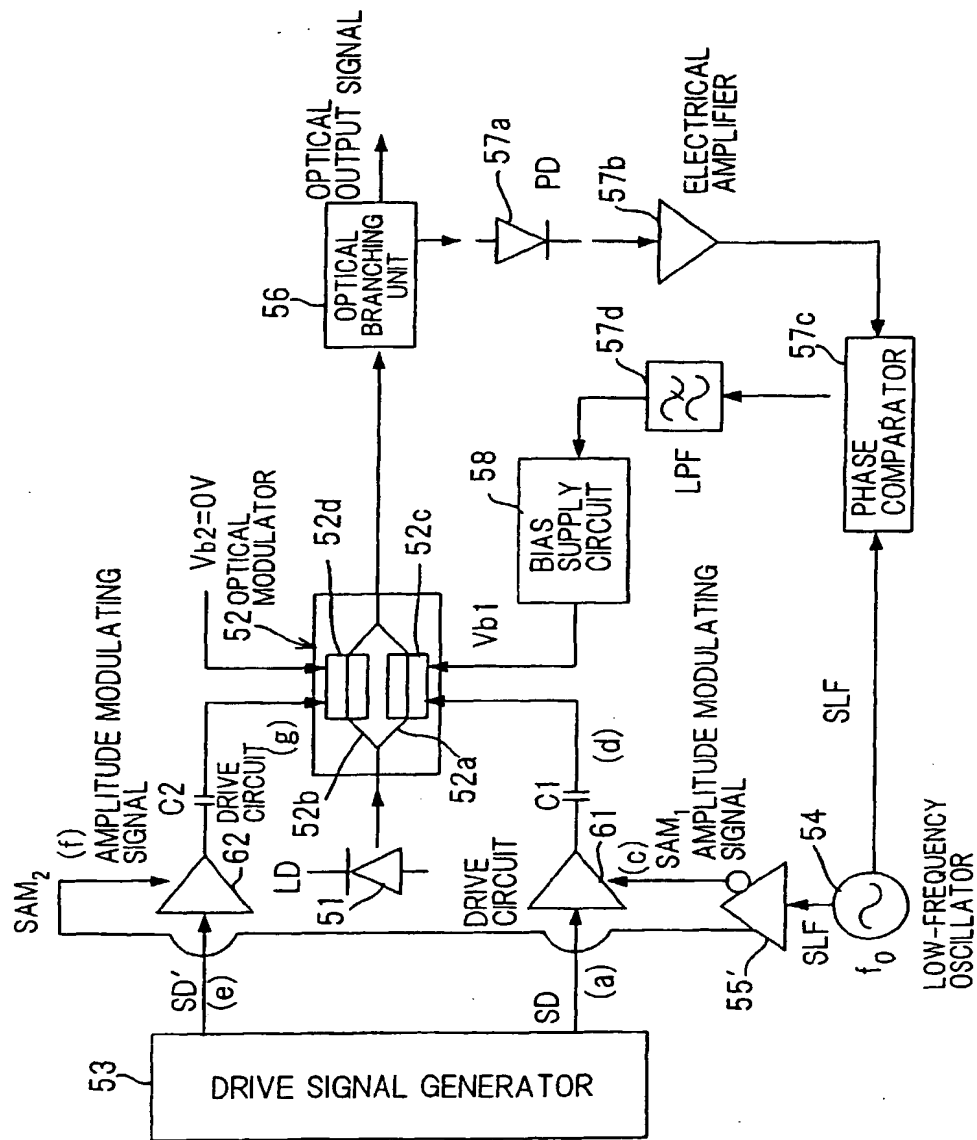 53
DRIVE SIGNAL GENERATOR
SD'
(e)
SD
(a)
SAM₂
(f)
AMPLITUDE MODULATING
SIGNAL
62
DRIVE
CIRCUIT
C2
(g)
Vb2=0V
52 OPTICAL
MODULATOR
52d
52c
52b
52a
LD
51
DRIVE
CIRCUIT
61
C1
(d)
(c)
SAM₁
AMPLITUDE MODULATING
SIGNAL
55'
SLF
54
f₀
LOW-FREQUENCY
OSCILLATOR
SLF
Vb1
58
BIAS
SUPPLY
CIRCUIT
57d
LPF
57c
PHASE
COMPARATOR
56
OPTICAL
BRANCHING
UNIT
OPTICAL
OUTPUT SIGNAL
57a
PD
57b
ELECTRICAL
AMPLIFIER